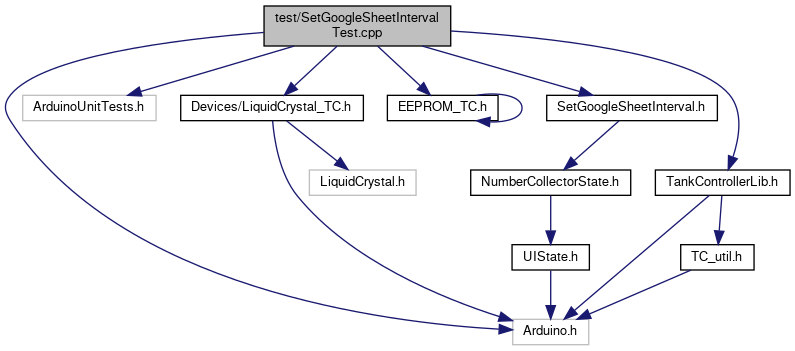 test/SetGoogleSheetInterval
Test.cpp
ArduinoUnitTests.h
Devices/LiquidCrystal_TC.h
EEPROM_TC.h
SetGoogleSheetInterval.h
LiquidCrystal.h
NumberCollectorState.h
TankControllerLib.h
UIState.h
TC_util.h
Arduino.h